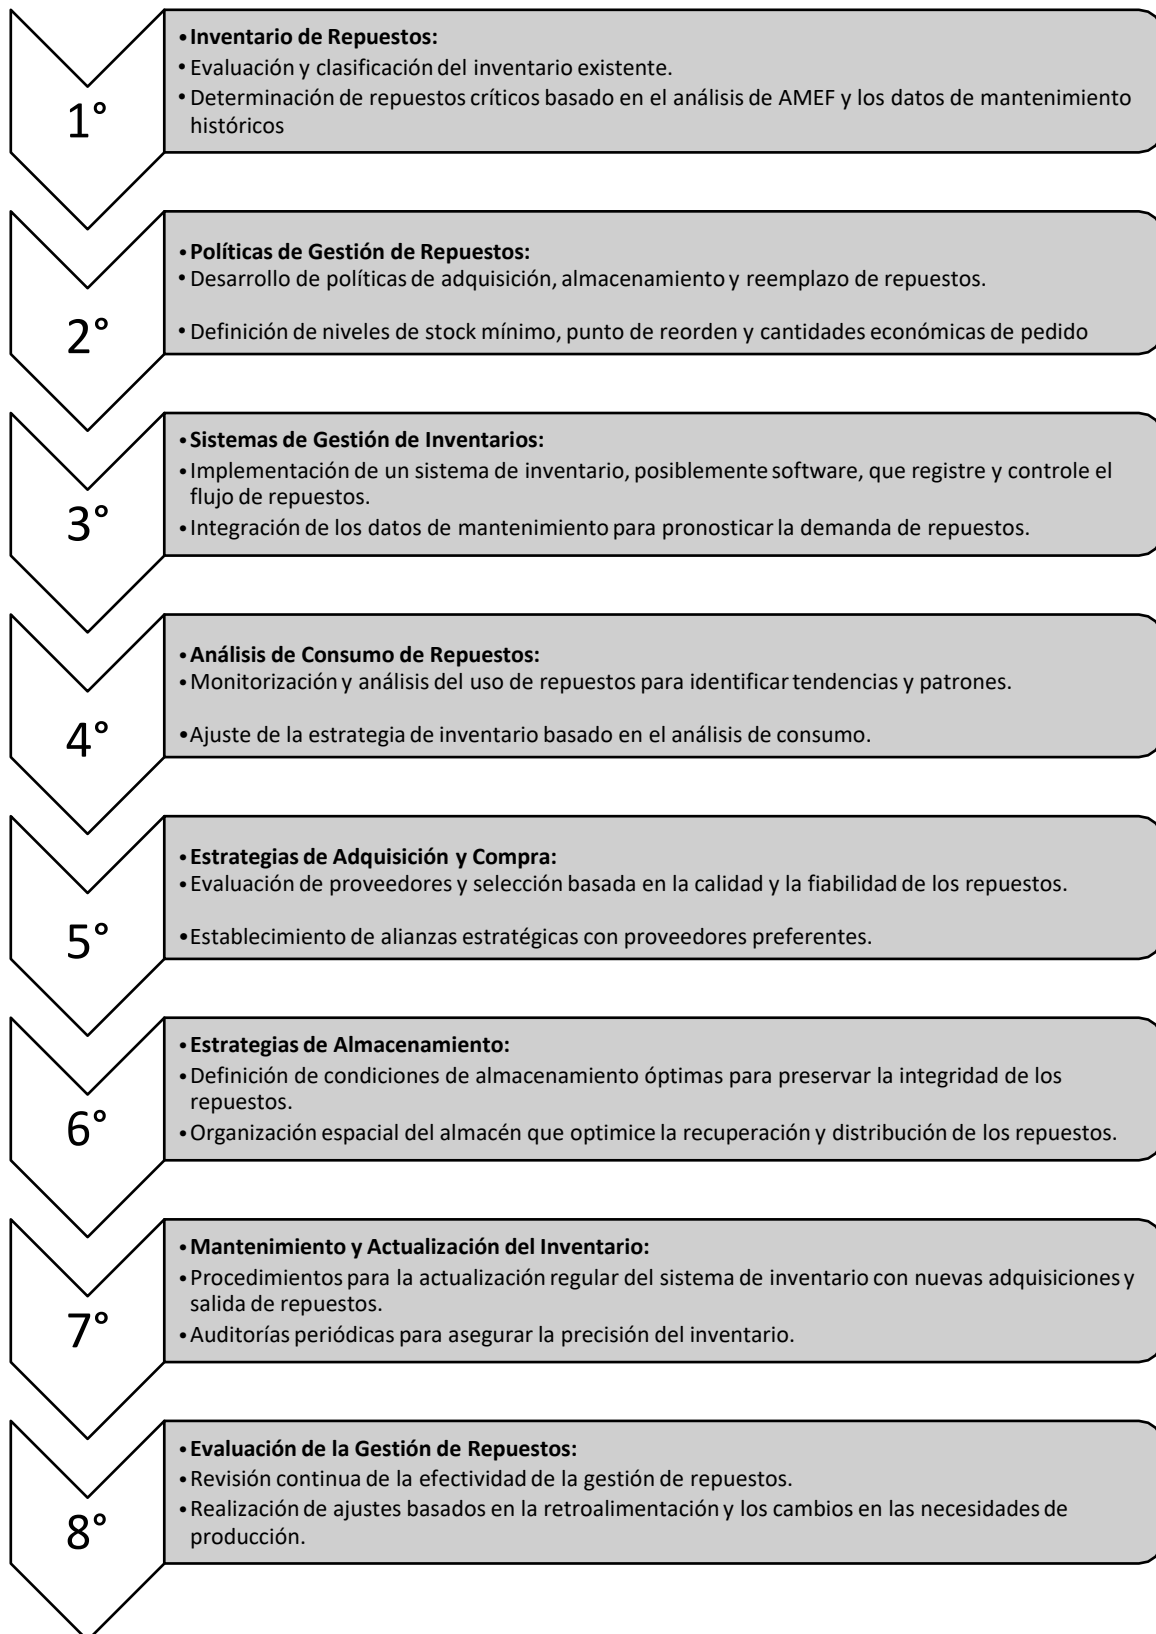 1°
• Inventario de Repuestos:
• Evaluación y clasificación del inventario existente.
• Determinación de repuestos críticos basado en el análisis de AMEF y los datos de mantenimiento
históricos
2°
• Políticas de Gestión de Repuestos:
• Desarrollo de políticas de adquisición, almacenamiento y reemplazo de repuestos.
• Definición de niveles de stock mínimo, punto de reorden y cantidades económicas de pedido
3°
• Sistemas de Gestión de Inventarios:
• Implementación de un sistema de inventario, posiblemente software, que registre y controle el
flujo de repuestos.
• Integración de los datos de mantenimiento para pronosticar la demanda de repuestos.
4°
• Análisis de Consumo de Repuestos:
• Monitorización y análisis del uso de repuestos para identificar tendencias y patrones.
• Ajuste de la estrategia de inventario basado en el análisis de consumo.
5°
• Estrategias de Adquisición y Compra:
• Evaluación de proveedores y selección basada en la calidad y la fiabilidad de los repuestos.
• Establecimiento de alianzas estratégicas con proveedores preferentes.
6°
• Estrategias de Almacenamiento:
• Definición de condiciones de almacenamiento óptimas para preservar la integridad de los
repuestos.
• Organización espacial del almacén que optimice la recuperación y distribución de los repuestos.
7°
• Mantenimiento y Actualización del Inventario:
• Procedimientos para la actualización regular del sistema de inventario con nuevas adquisiciones y
salida de repuestos.
• Auditorías periódicas para asegurar la precisión del inventario.
8°
• Evaluación de la Gestión de Repuestos:
• Revisión continua de la efectividad de la gestión de repuestos.
• Realización de ajustes basados en la retroalimentación y los cambios en las necesidades de
producción.